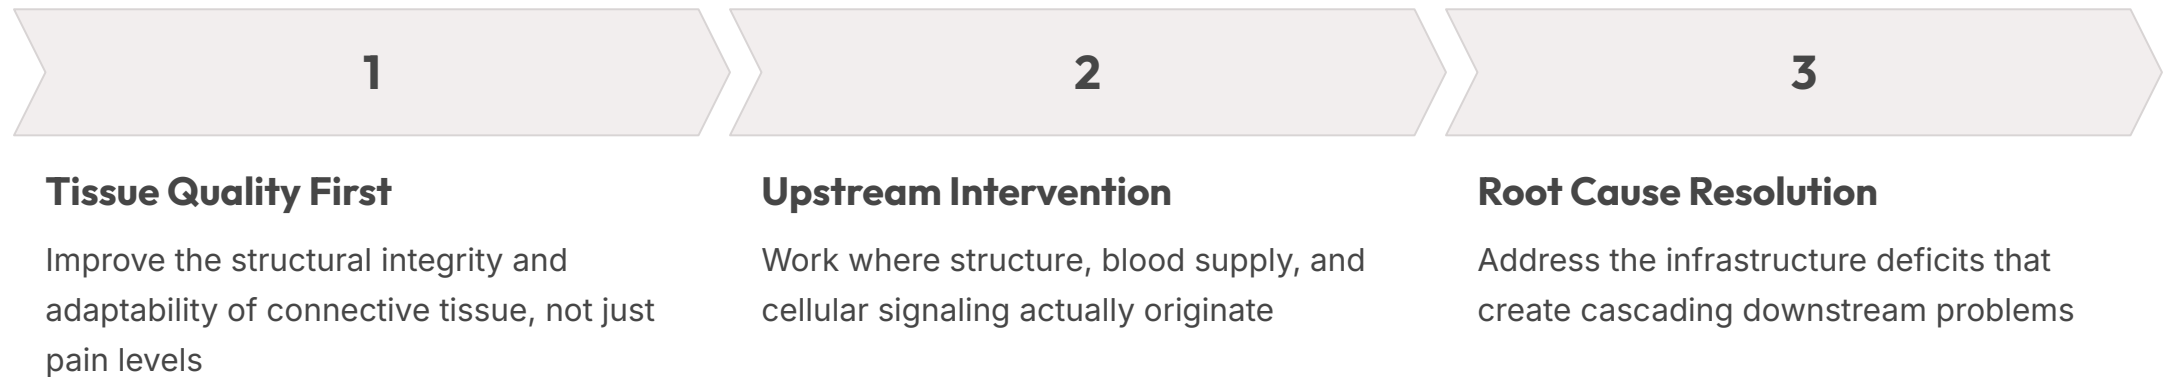 1
Tissue Quality First
Improve the structural integrity and
adaptability of connective tissue, not just
pain levels
2
Upstream Intervention
Work where structure, blood supply, and
cellular signaling actually originate
3
Root Cause Resolution
Address the infrastructure deficits that
create cascading downstream problems